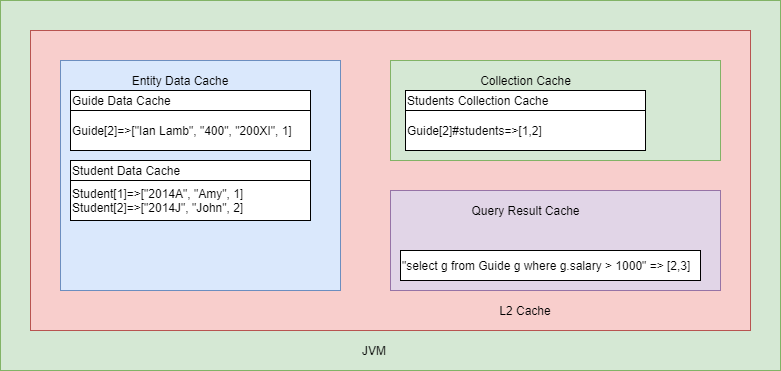 Entity Data Cache
Guide Data Cache
Guide[2]=>["Ian Lamb", "400", "200XI", 1]
Student Data Cache
Student[1]=>["2014A", "Amy", 1]
Student[2]=>["2014J", "John", 2]
Collection Cache
Students Collection Cache
Guide[2]#students=>[1,2]
Query Result Cache
"select g from Guide g where g.salary > 1000" => [2,3]
L2 Cache
JVM